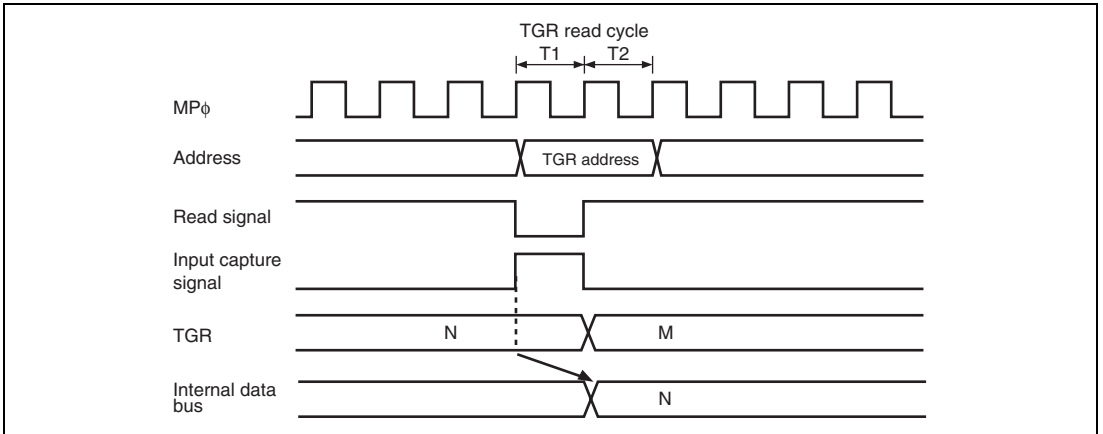 TGR read cycle
T1 T2
MPϕ
Address
TGR address
Read signal
Input capture
signal
TGR
N
M
Internal data
bus
N